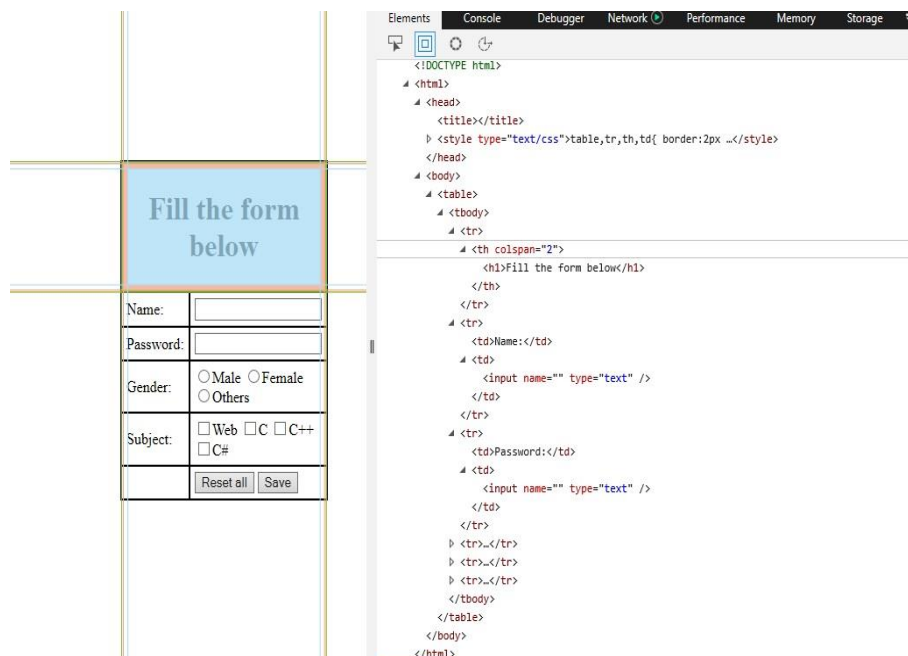 Elements Console Debugger Network Performance Memory Storage
<!DOCTYPE html>
<html>
<head>
<title></title>
<style type="text/css">table,tr,th,td{ border:2px …</style>
</head>
<body>
<table>
<tbody>
<tr>
<th colspan="2">
<h1>Fill the form below</h1>
</th>
</tr>
<tr>
<td>Name:</td>
<td>
<input name="" type="text" />
</td>
</tr>
<tr>
<td>Password:</td>
<td>
<input name="" type="text" />
</td>
</tr>
<tr>…</tr>
<tr>…</tr>
<tr>…</tr>
</tbody>
</table>
</body>
</html>
Fill the form
below
Name:
Password:
Gender:
Male Female
Others
Subject:
Web C C++
C#
Reset all Save